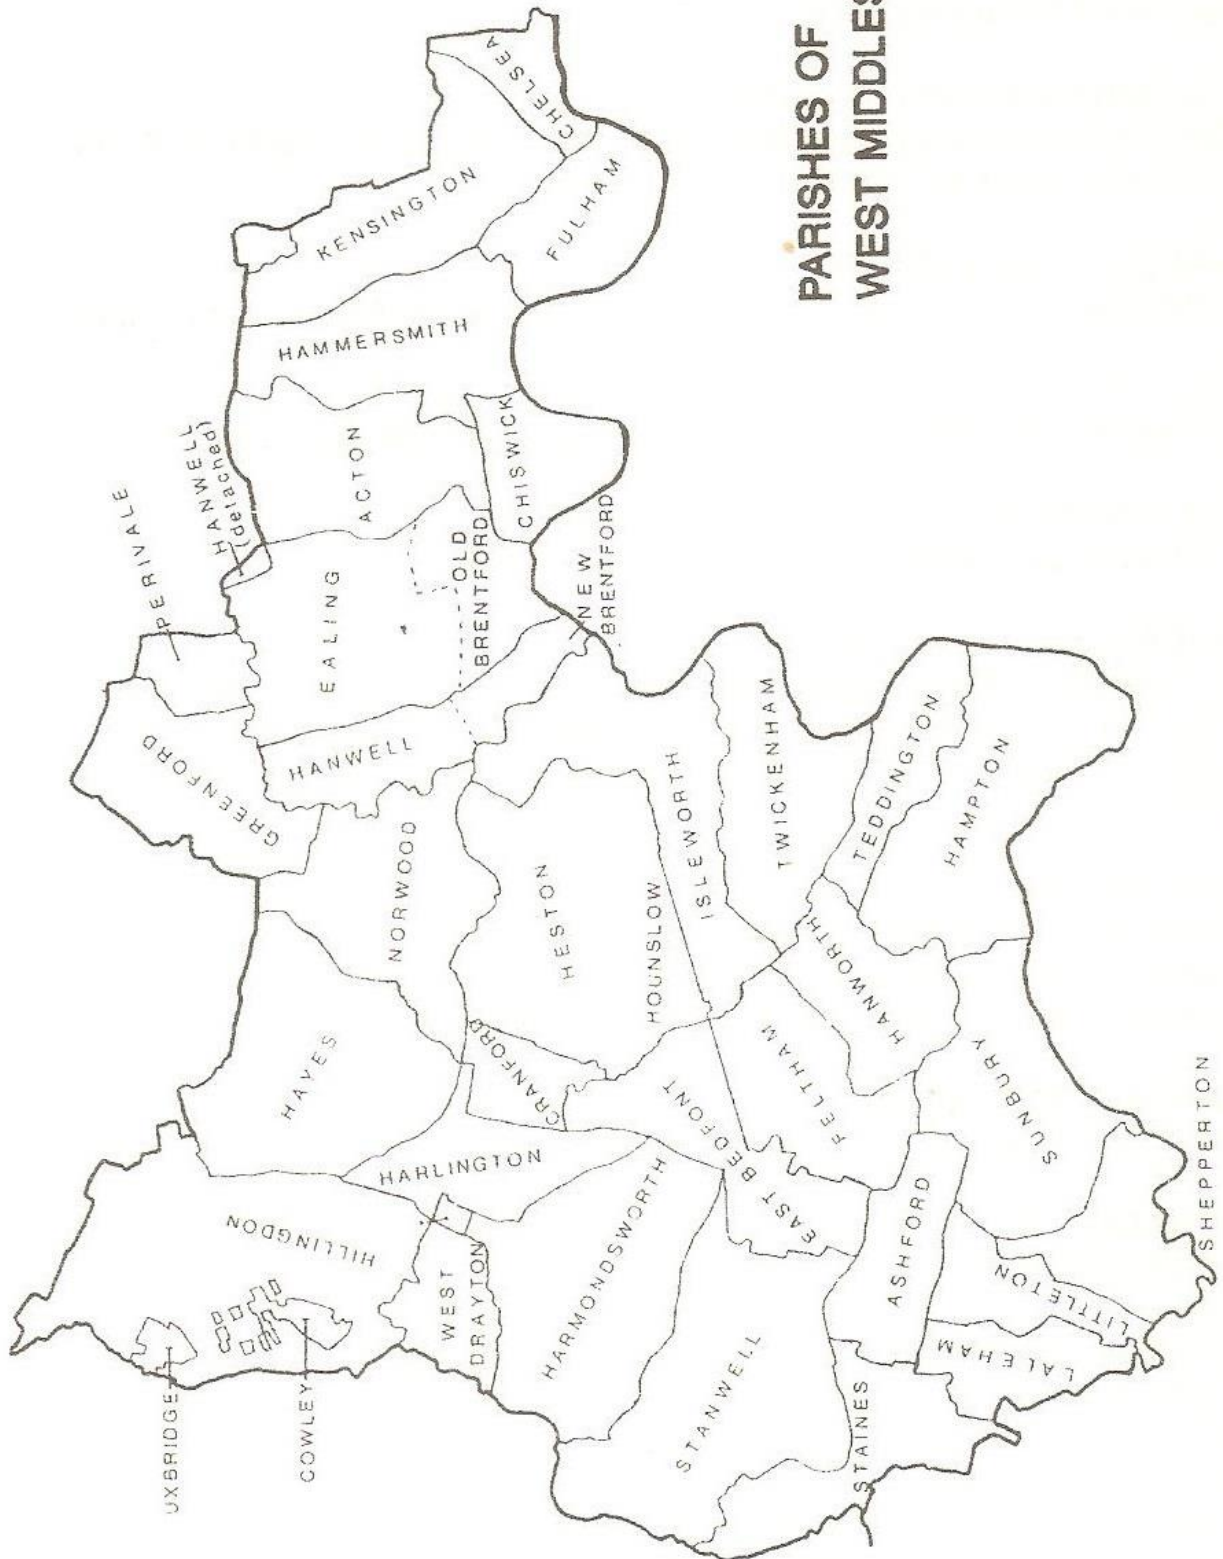 PARISHES OF
WEST MIDDLES
CHELSEA
KENSINGTON
FULHAM
HAMMERSMITH
HANWELL
(detached)
PERIVALE
ACTON
CHISWICK
EALING
OLD
BRENTFORD
NEW
BRENTFORD
GREENFORD
HANWELL
NORWOOD
HESTON
HOUNSLOW
ISLEWORTH
TWICKENHAM
TEDDINGTON
HAMPTON
HAYES
CRANFORD
HANWORTH
FELTHAM
SUNBURY
HARLINGTON
EAST BEDFONT
HILLINGDON
WEST
DRAYTON
HARMONDSWORTH
ASHFORD
SHEPPERTON
LITTLETON
LALEHAM
STANWELL
STAINES
UXBRIDGE
COWLEY